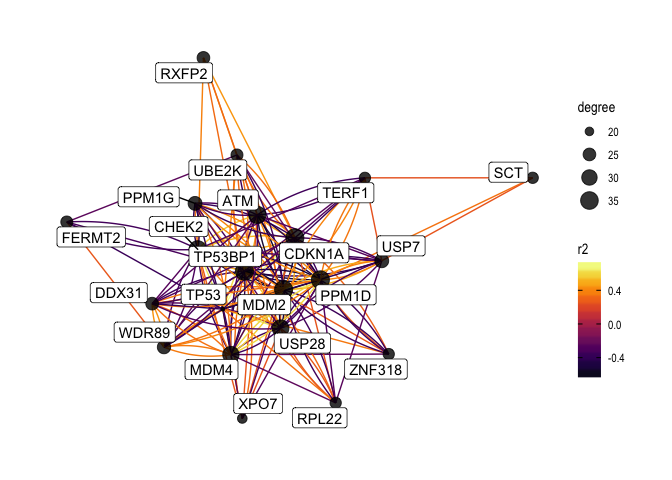 RXFP2
degree
20
25
30
35
UBE2K
SCT
TERF1
PPM1G
ATM
CHEK2
FERMT2
TP53BP1
CDKN1A
USP7
r2
0.4
0.0
-0.4
DDX31
TP53
MDM2
PPM1D
WDR89
USP28
MDM4
ZNF318
XPO7
RPL22